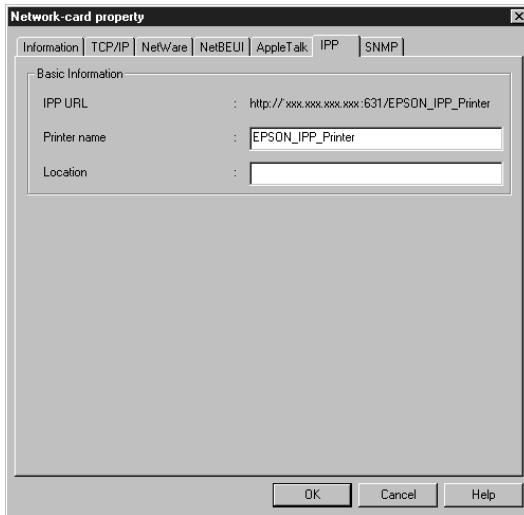 Network-card property
Information TCP/IP NetWare NetBEUI AppleTalk IPP SNMP
Basic Information
IPP URL : http://xxx.xxx.xxx.xxx:631/EPSON_IPP_Printer
Printer name : EPSON_IPP_Printer
Location :
OK Cancel Help